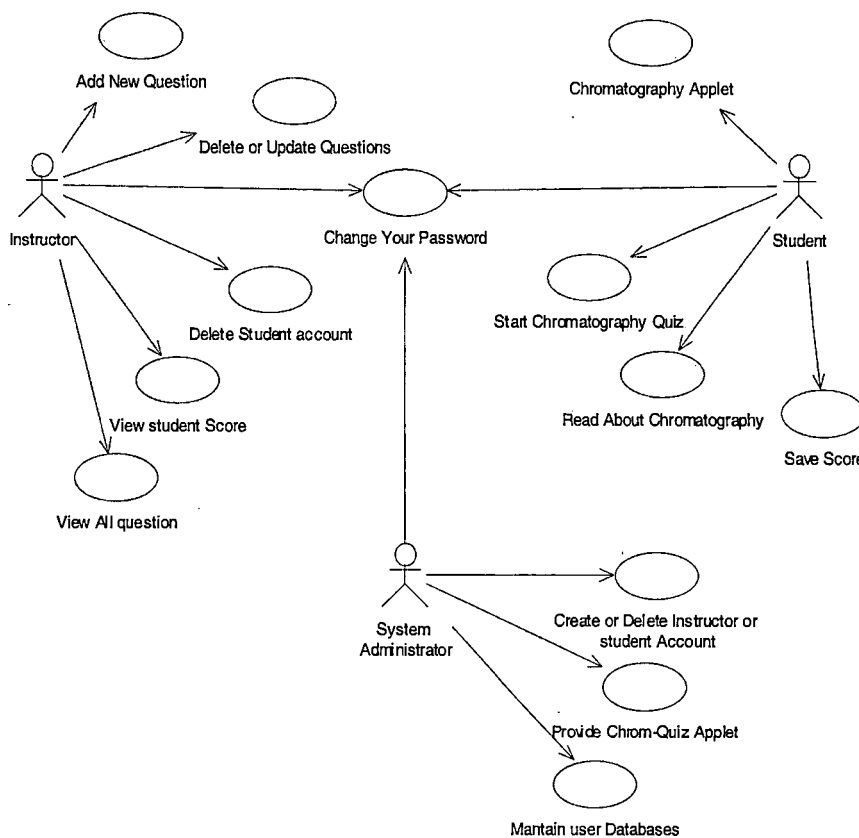 Add New Question
Chromatography Applet
Delete or Update Questions
Instructor
Change Your Password
Student
Delete Student account
Start Chromatography Quiz
View student Score
Read About Chromatography
Save Score
View All question
System
Administrator
Create or Delete Instructor or
student Account
Provide Chrom-Quiz Applet
Mantain user Databases